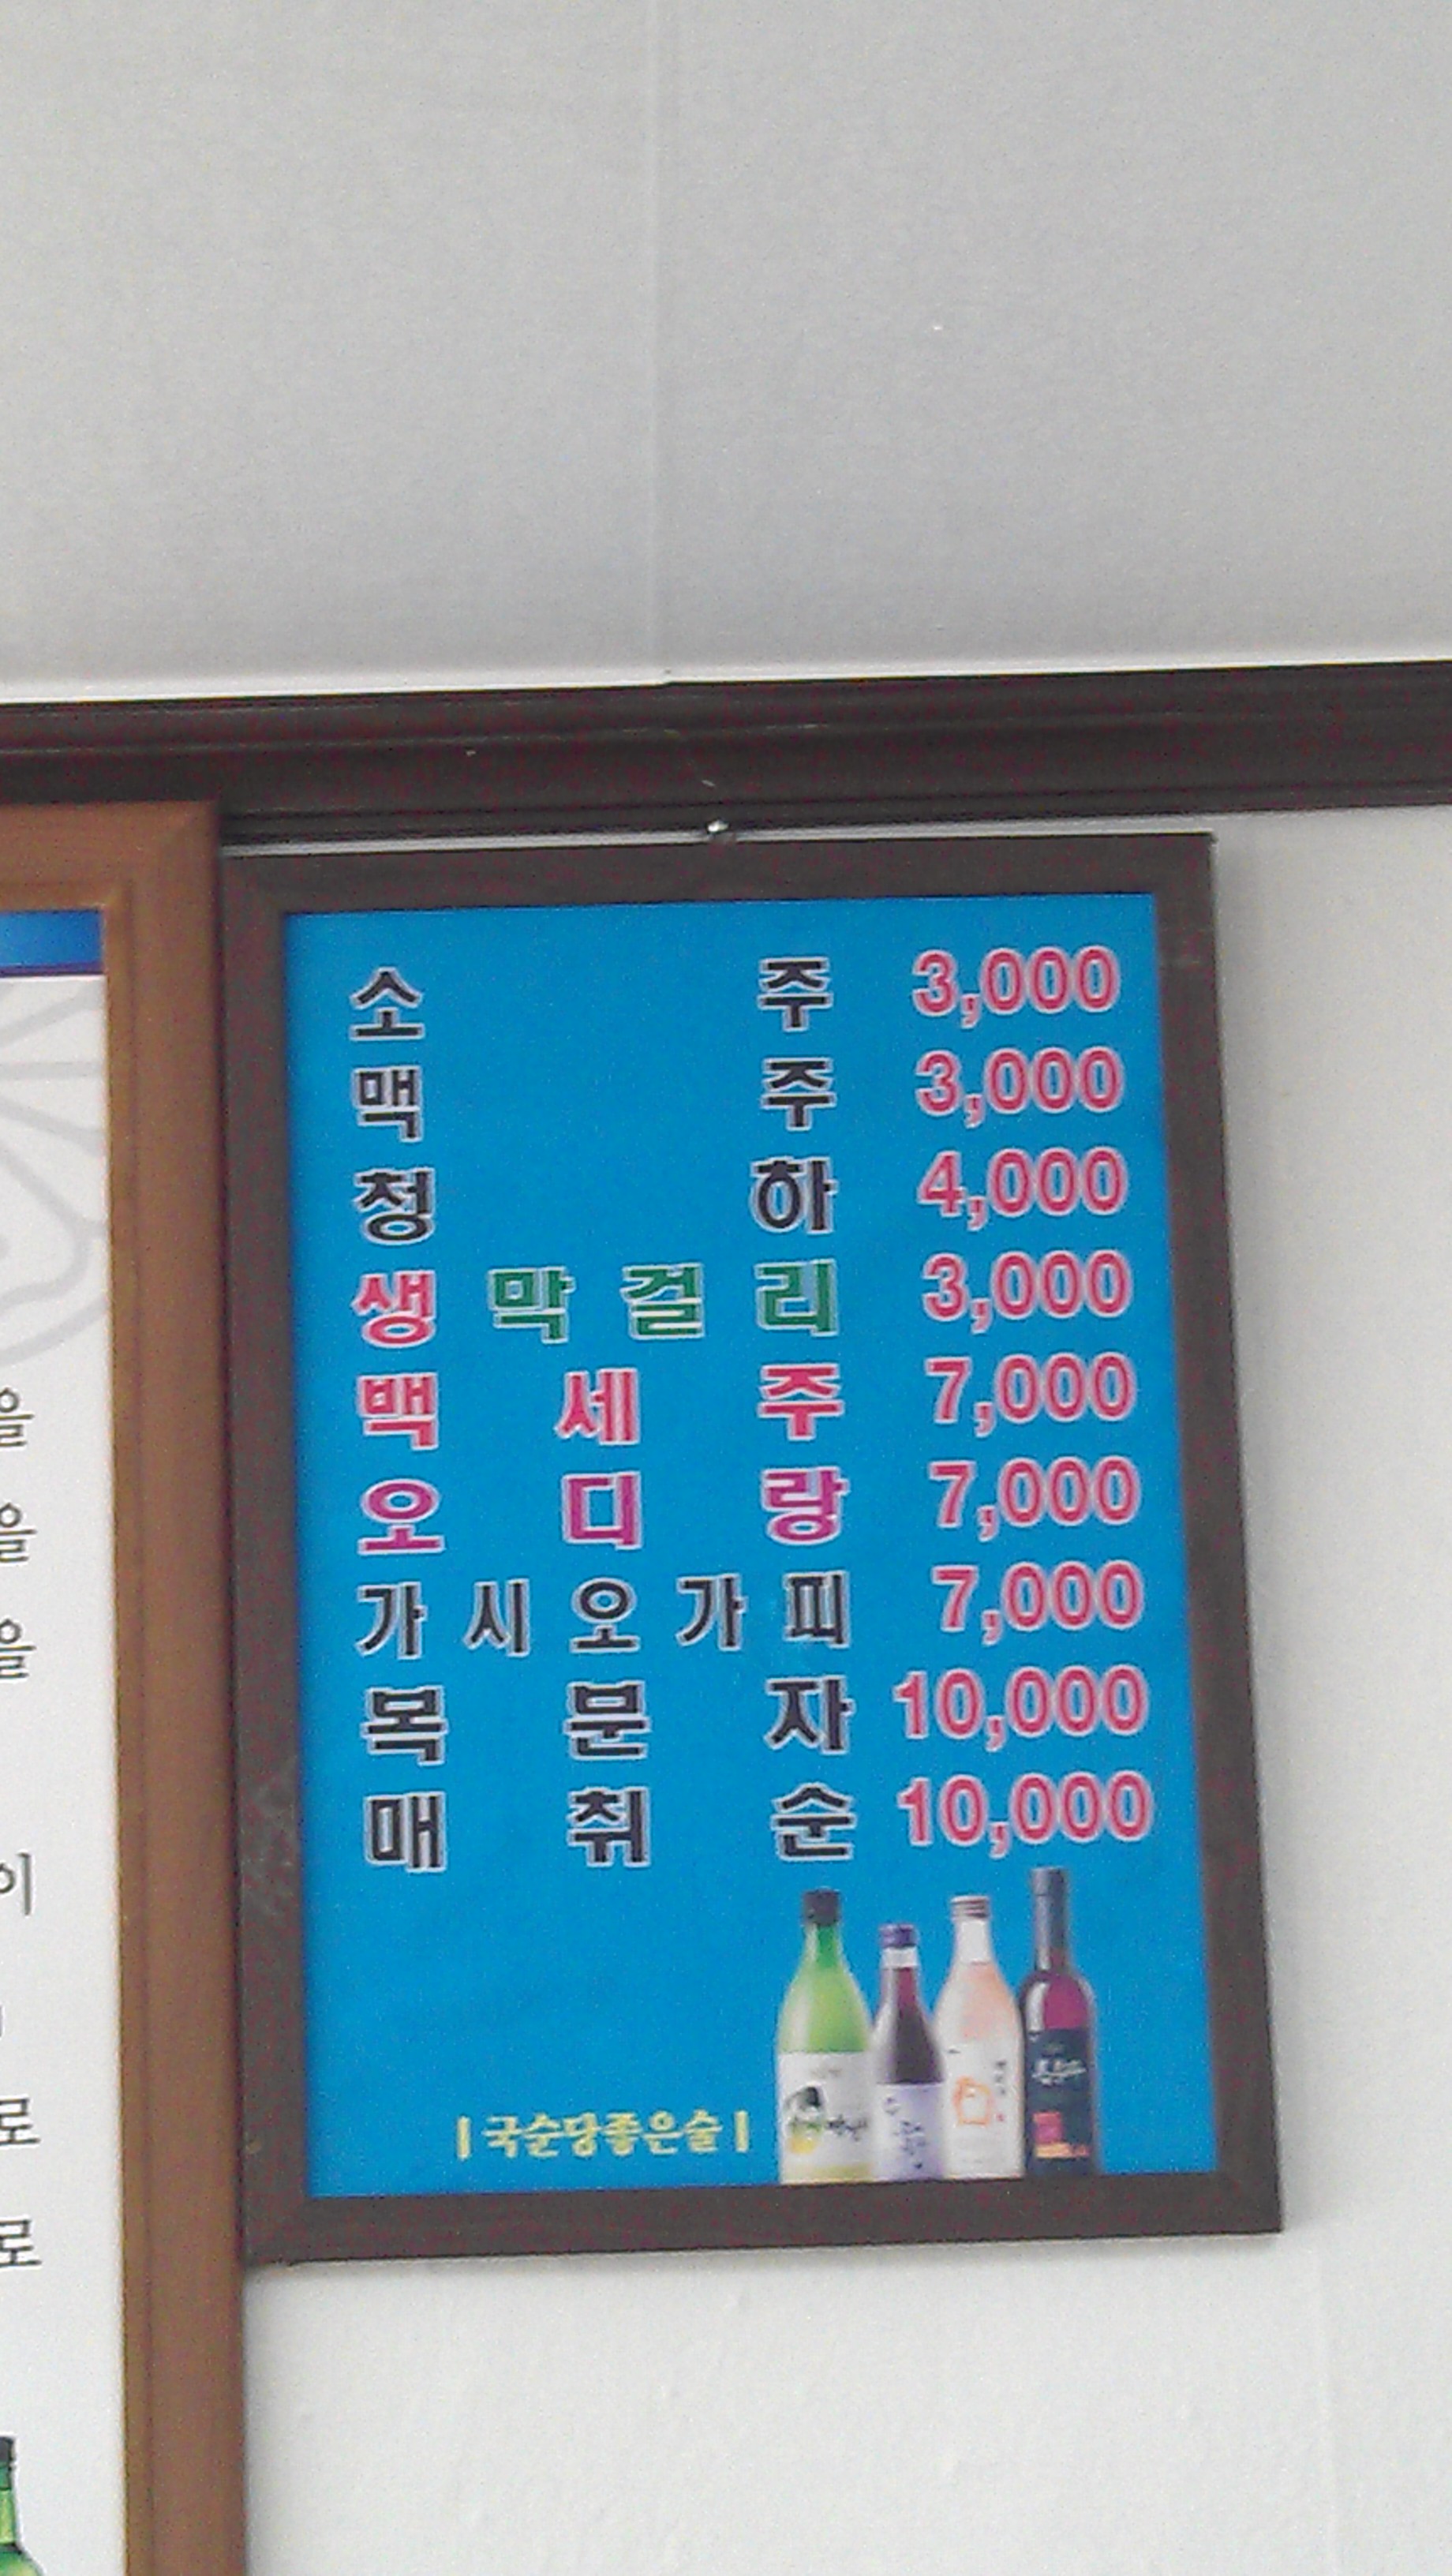 소주 3,000
맥주 3,000
청하 4,000
생막걸리 3,000
백세주 7,000
오디랑 7,000
가시오가피 7,000
복분자 10,000
매취순 10,000
| 국순당좋은술 |
을
을
을
이
로
로